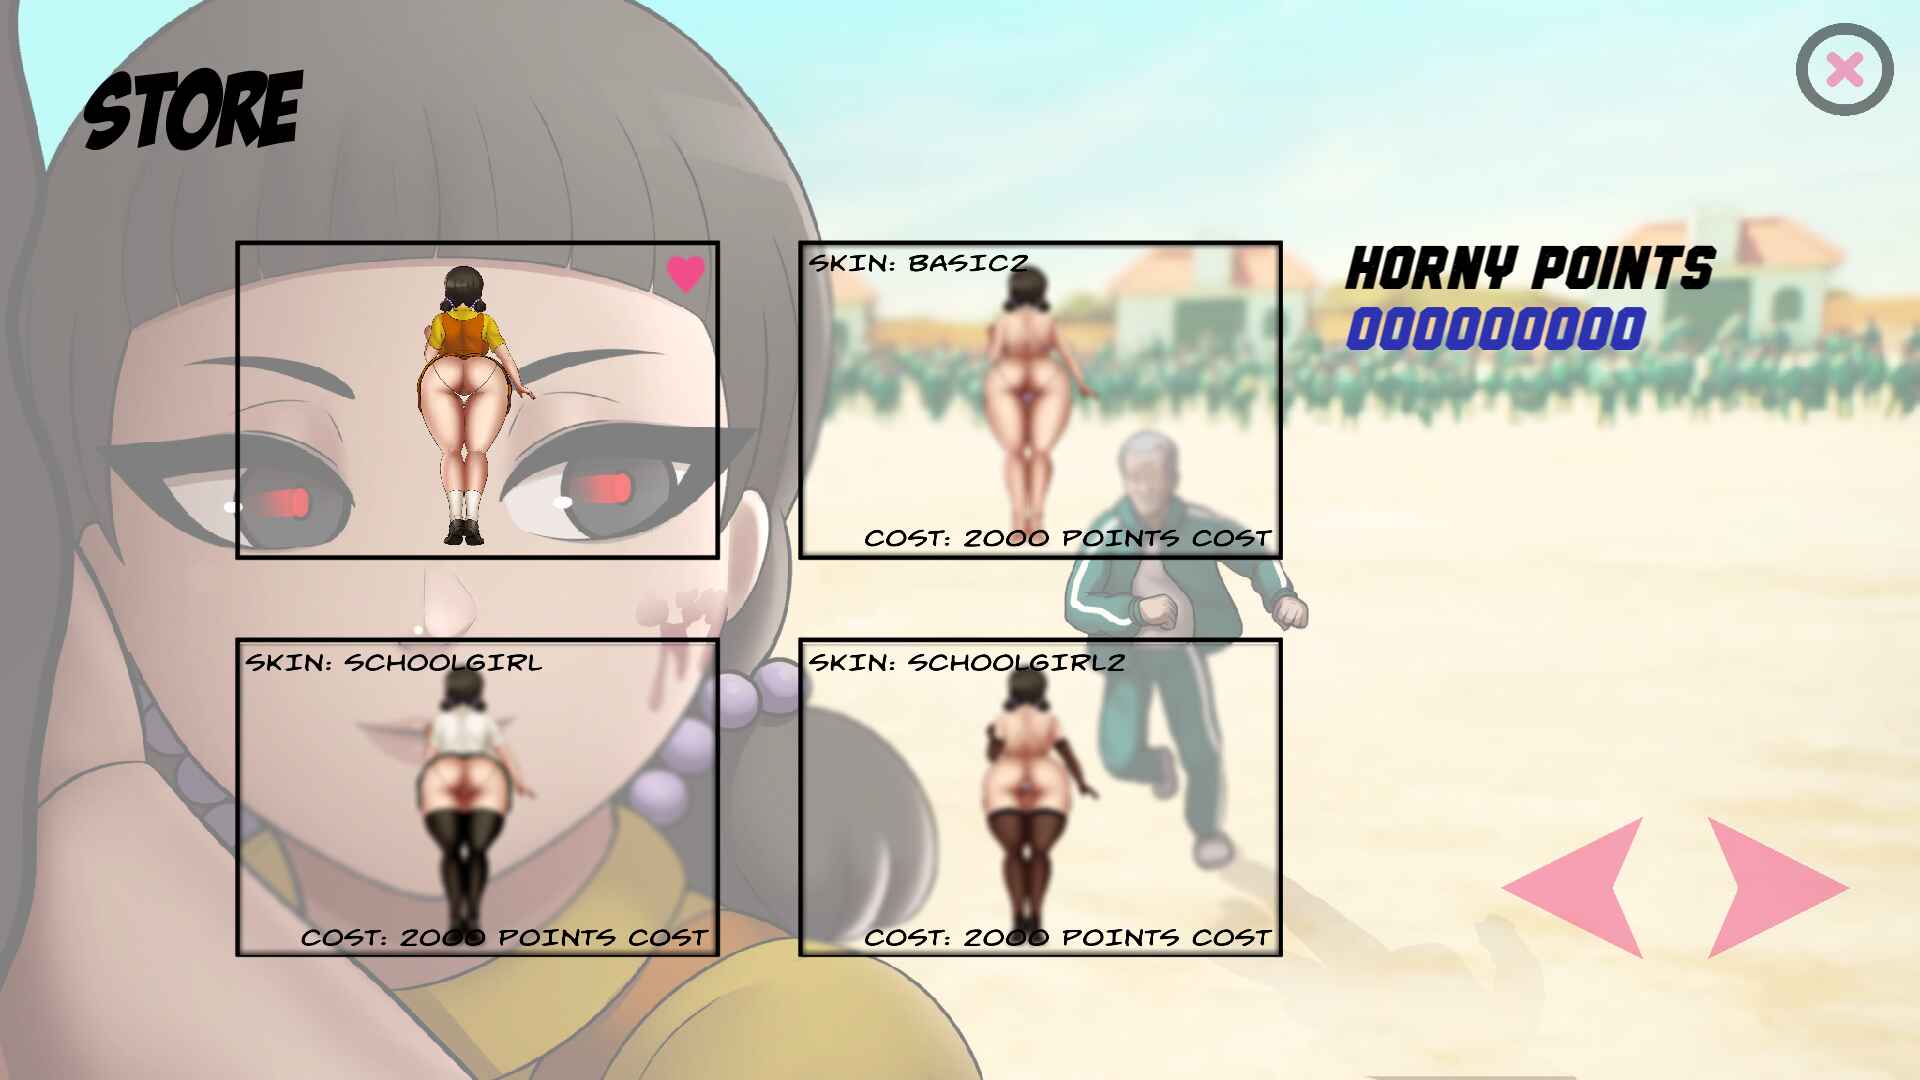 STORE
HORNY POINTS
000000000
SKIN: BASIC2
COST: 2000 POINTS COST
SKIN: SCHOOLGIRL
COST: 2000 POINTS COST
SKIN: SCHOOLGIRL2
COST: 2000 POINTS COST